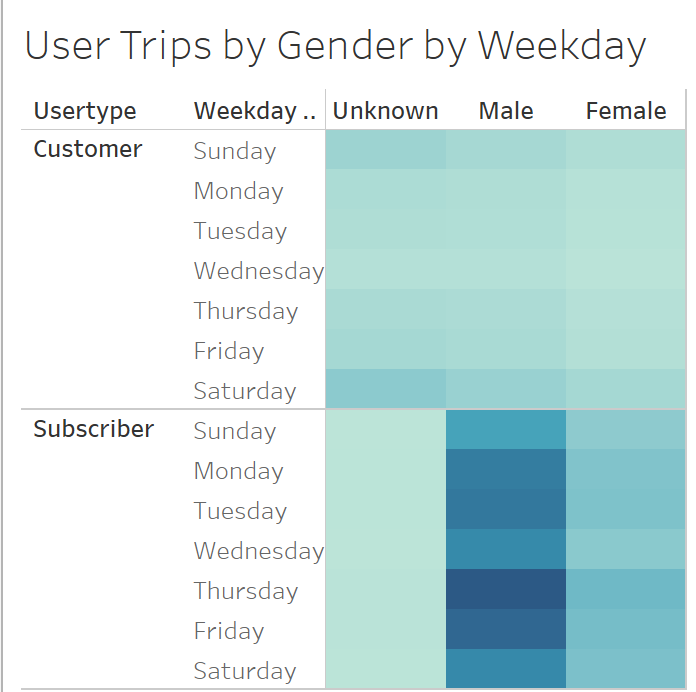 User Trips by Gender by Weekday
Usertype Weekday .. Unknown Male Female
Customer Sunday
Monday
Tuesday
Wednesday
Thursday
Friday
Saturday
Subscriber Sunday
Monday
Tuesday
Wednesday
Thursday
Friday
Saturday